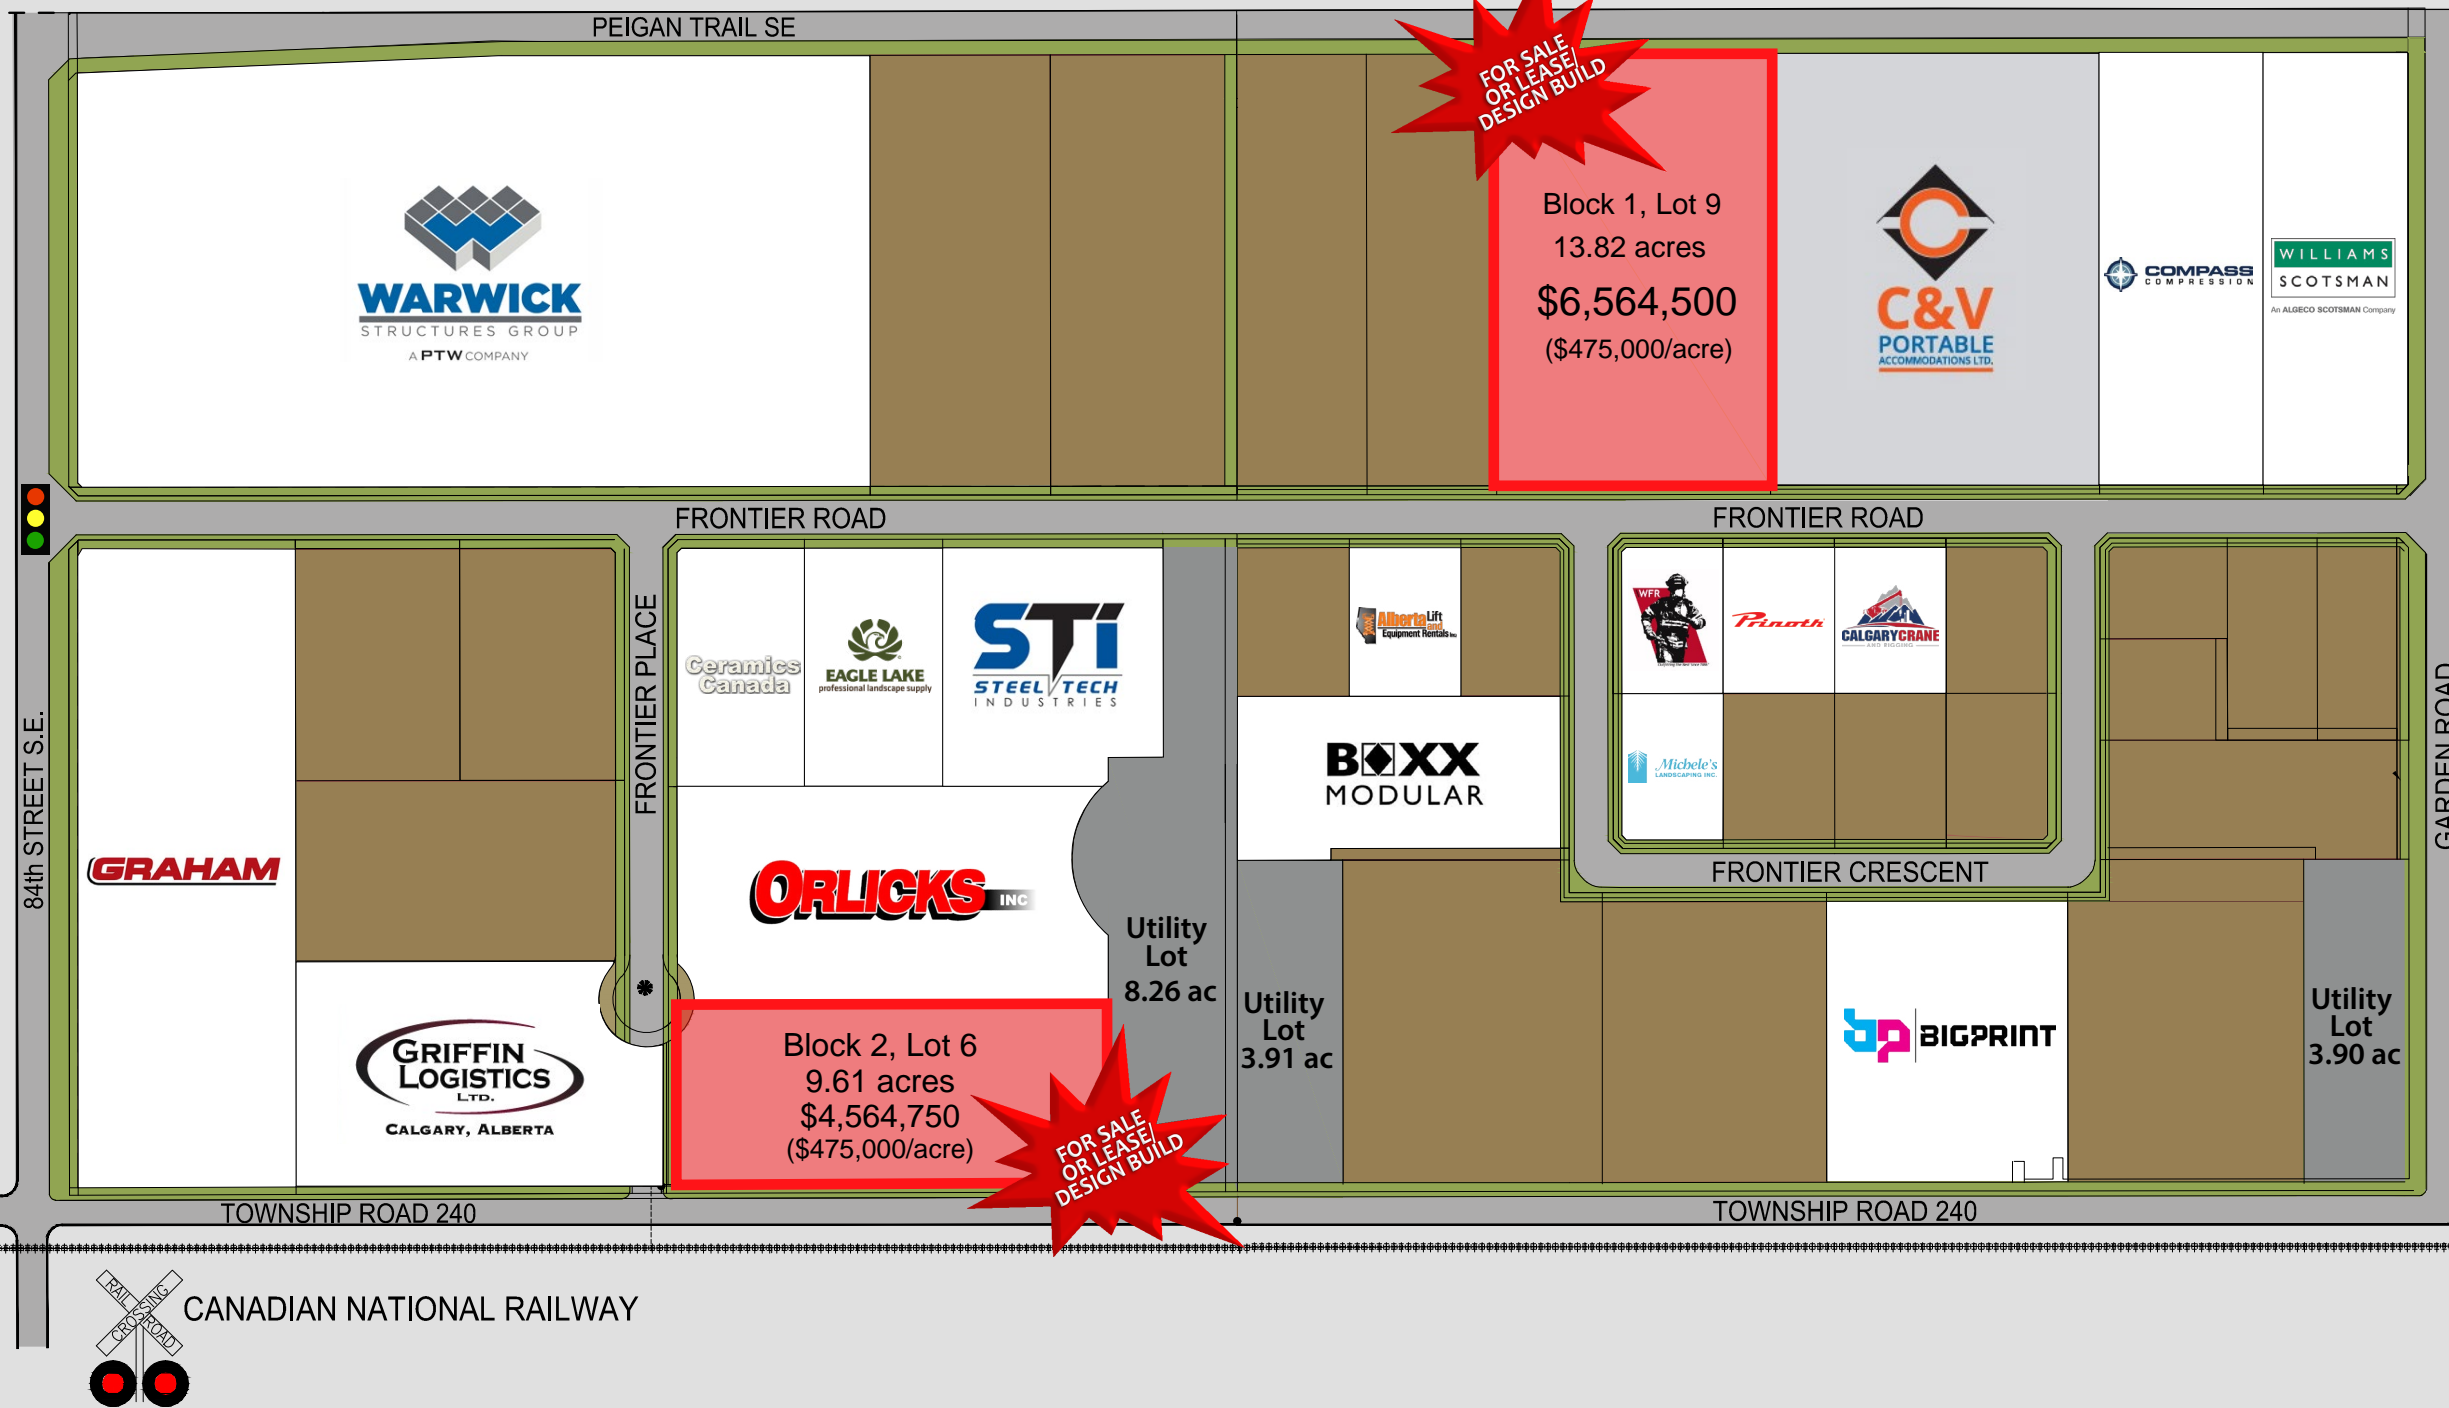 PEIGAN TRAIL SE
FOR SALE
OR LEASE/
DESIGN BUILD
WARWICK
STRUCTURES GROUP
A PTW COMPANY
Block 1, Lot 9
13.82 acres
$6,564,500
($475,000/acre)
C&V
PORTABLE
ACCOMMODATIONS LTD.
COMPASS
COMPRESSION
WILLIAMS
SCOTSMAN
An ALGECO SCOTSMAN Company
FRONTIER ROAD
FRONTIER ROAD
84th STREET S.E.
GRAHAM
FRONTIER PLACE
Ceramics
Canada
EAGLE LAKE
professional landscape supply
STI
STEEL TECH
INDUSTRIES
Alberta Lift
and
Equipment Rentals Inc
BOXX
MODULAR
WFR
Prinoth
CALGARYCRANE
AND RIGGING
Michele's
LANDSCAPING INC.
GARDEN ROAD
FRONTIER CRESCENT
ORLICKS
INC
Utility
Lot
8.26 ac
Utility
Lot
3.91 ac
BIGPRINT
Utility
Lot
3.90 ac
GRIFFIN
LOGISTICS
LTD.
CALGARY, ALBERTA
Block 2, Lot 6
9.61 acres
$4,564,750
($475,000/acre)
FOR SALE
OR LEASE/
DESIGN BUILD
TOWNSHIP ROAD 240
TOWNSHIP ROAD 240
RAIL
CROSSING
ROAD
CANADIAN NATIONAL RAILWAY